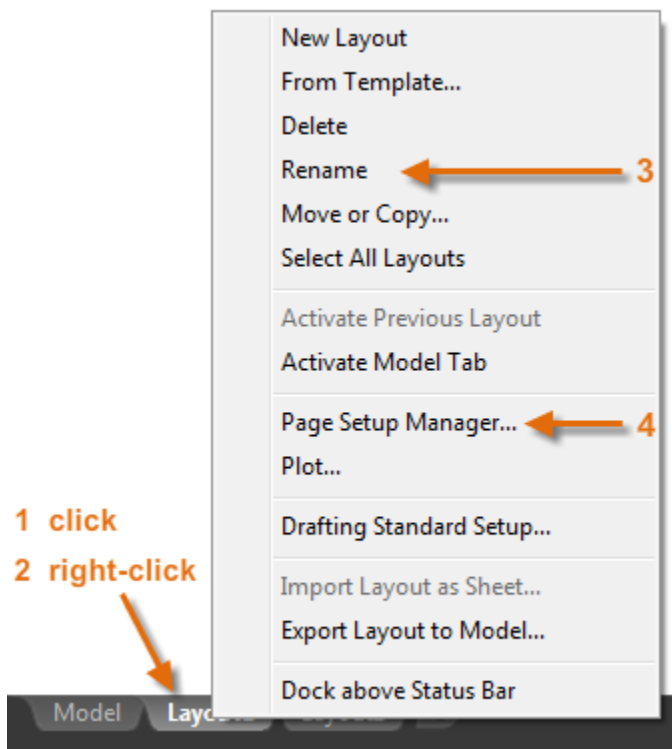 New Layout
From Template...
Delete
Rename
3
Move or Copy...
Select All Layouts
Activate Previous Layout
Activate Model Tab
Page Setup Manager...
4
Plot...
1 click
Drafting Standard Setup...
2 right-click
Import Layout as Sheet...
Export Layout to Model...
Dock above Status Bar
Model